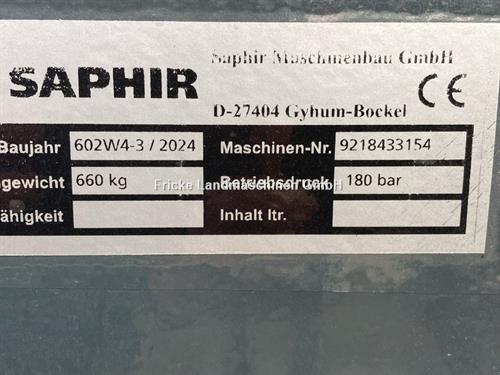 Saphir Maschinenbau GmbH
SAPHIR
CE
D-27404 Gyhum-Bockel
Baujahr 602W4-3 / 2024 Maschinen-Nr. 9218433154
gewicht 660 kg Betriebsdruck 180 bar
Fricke Landmaschinen GmbH
ähigkeit Inhalt ltr.